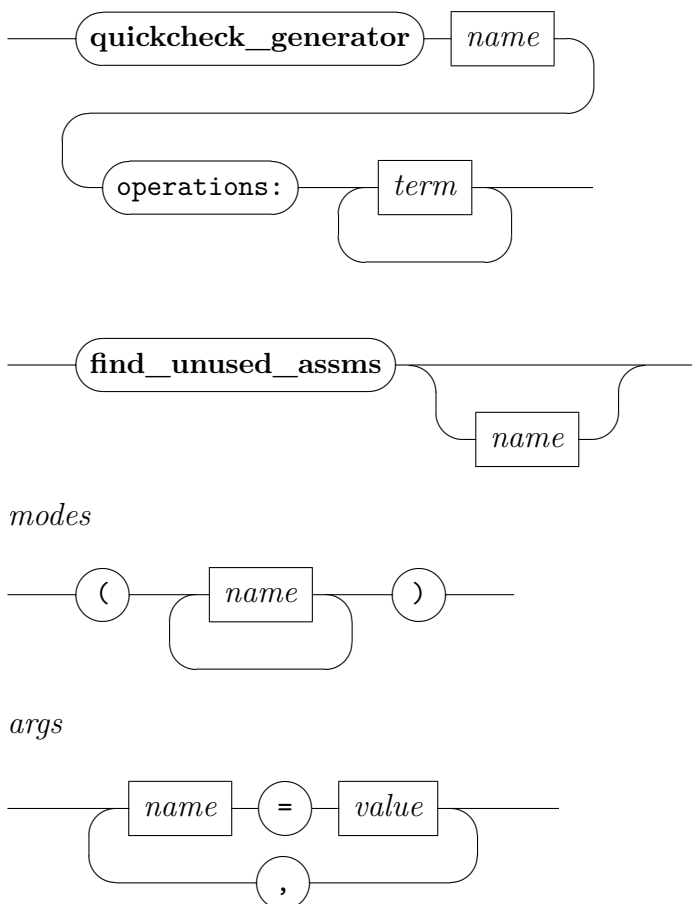 quickcheck_generator name
operations: term
find_unused_assms
name
modes
( name )
args
name = value
,